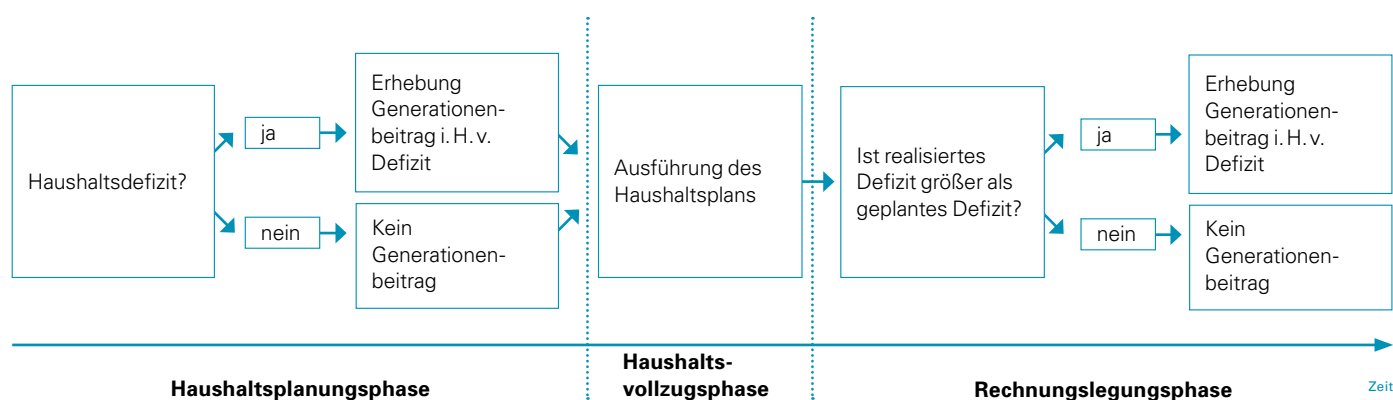 Haushaltsdefizit?
ja
nein
Erhebung
Generationen-
beitrag i. H. v.
Defizit
Kein
Generationen-
beitrag
Ausführung des
Haushaltsplans
Ist realisiertes
Defizit größer als
geplantes Defizit?
ja
nein
Erhebung
Generationen-
beitrag i. H. v.
Defizit
Kein
Generationen-
beitrag
Haushaltsplanungsphase
Haushalts-
vollzugsphase
Rechnungslegungsphase
Zeit